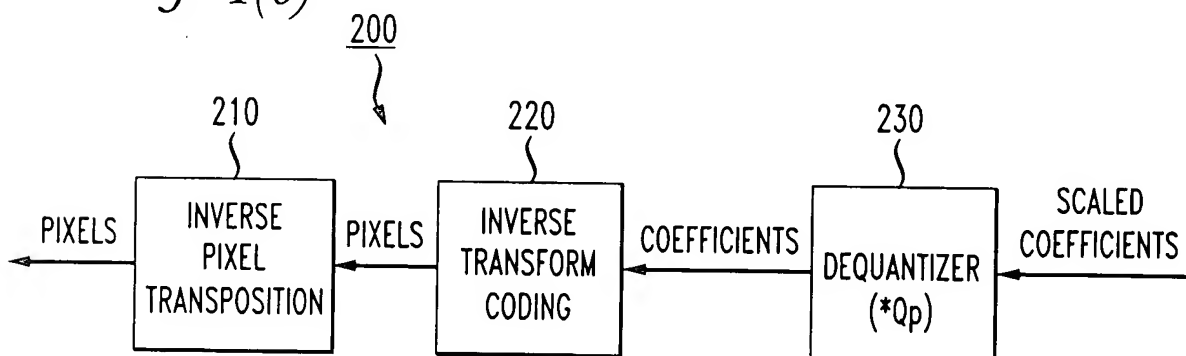 200
210
220
230
PIXELS
INVERSE
PIXEL
TRANSPOSITION
PIXELS
INVERSE
TRANSFORM
CODING
COEFFICIENTS
DEQUANTIZER
(*Qp)
SCALED
COEFFICIENTS